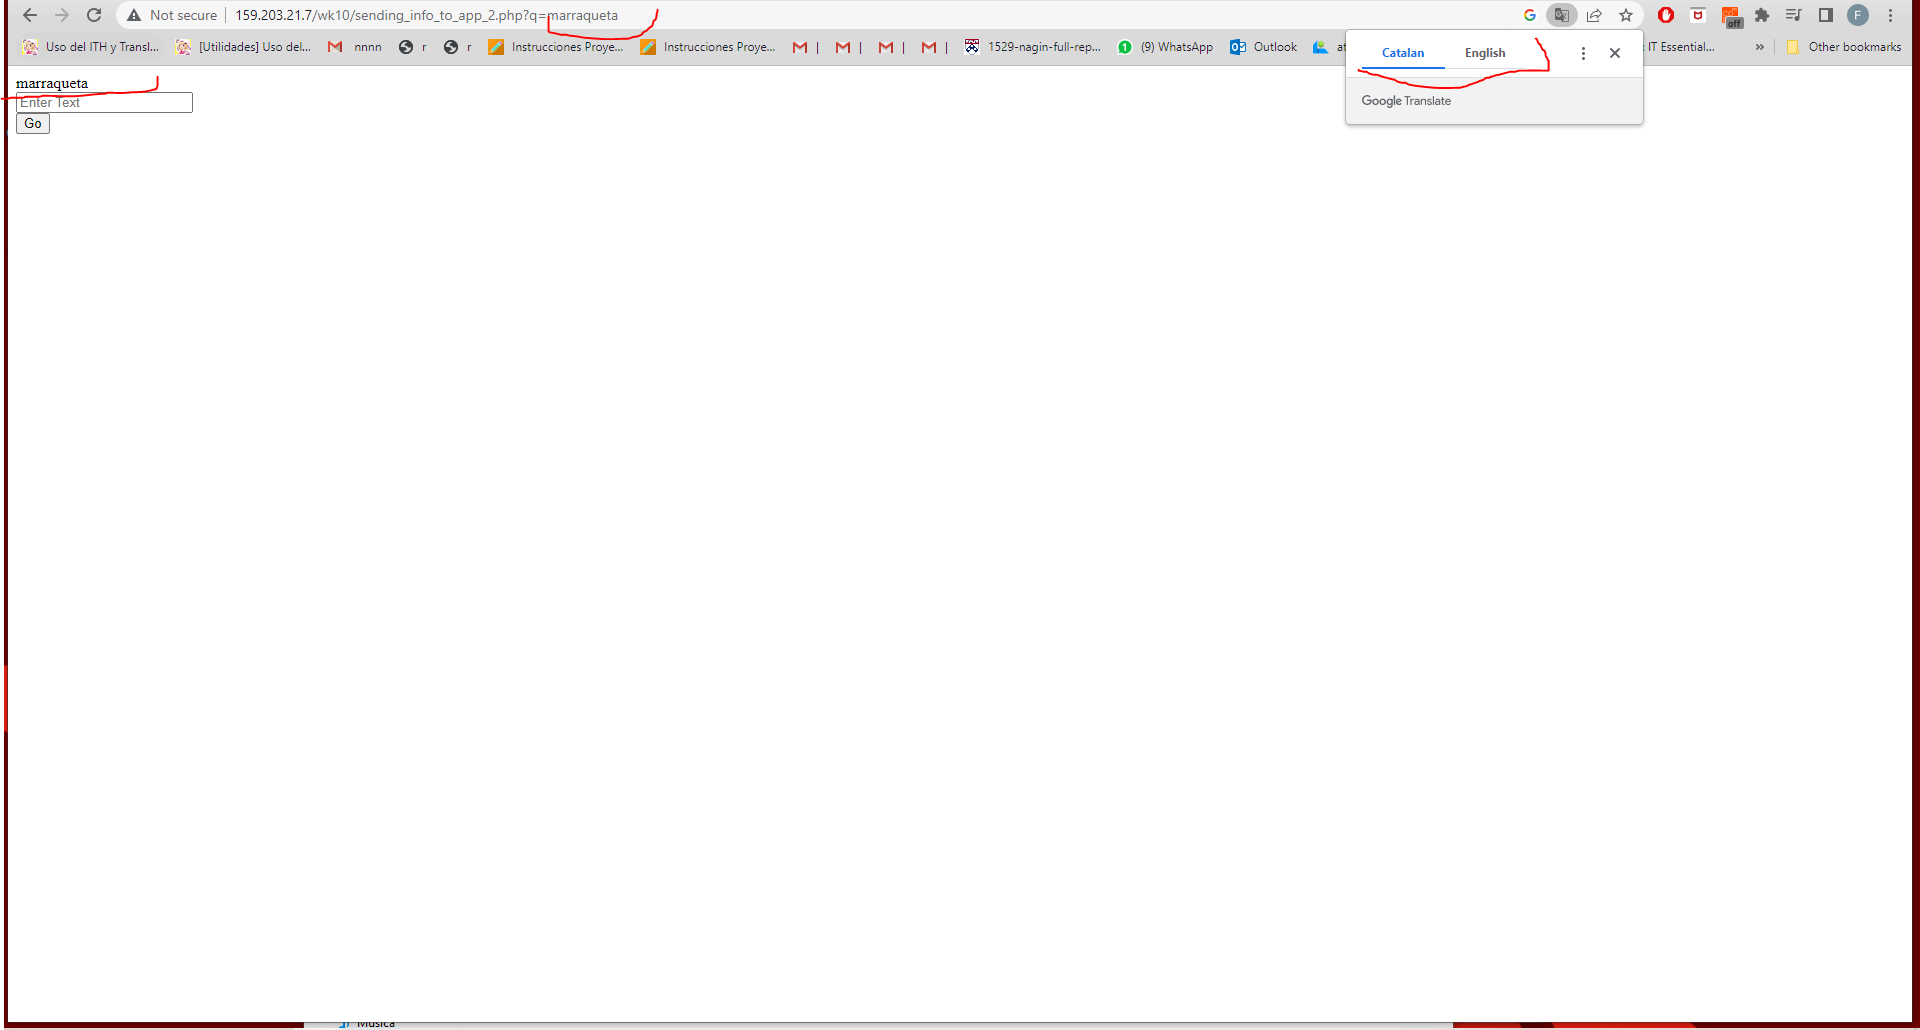 Not secure | 159.203.21.7/wk10/sending_info_to_app_2.php?q=marraqueta
off
F
Uso del ITH y Transl... [Utilidades] Uso del... nnnn r r Instrucciones Proye... Instrucciones Proye... | | | | 1529-nagin-full-rep... (9) WhatsApp Outlook IT Essential... » Other bookmarks
Catalan English
Google Translate
marraqueta
Enter Text
Go
Musica